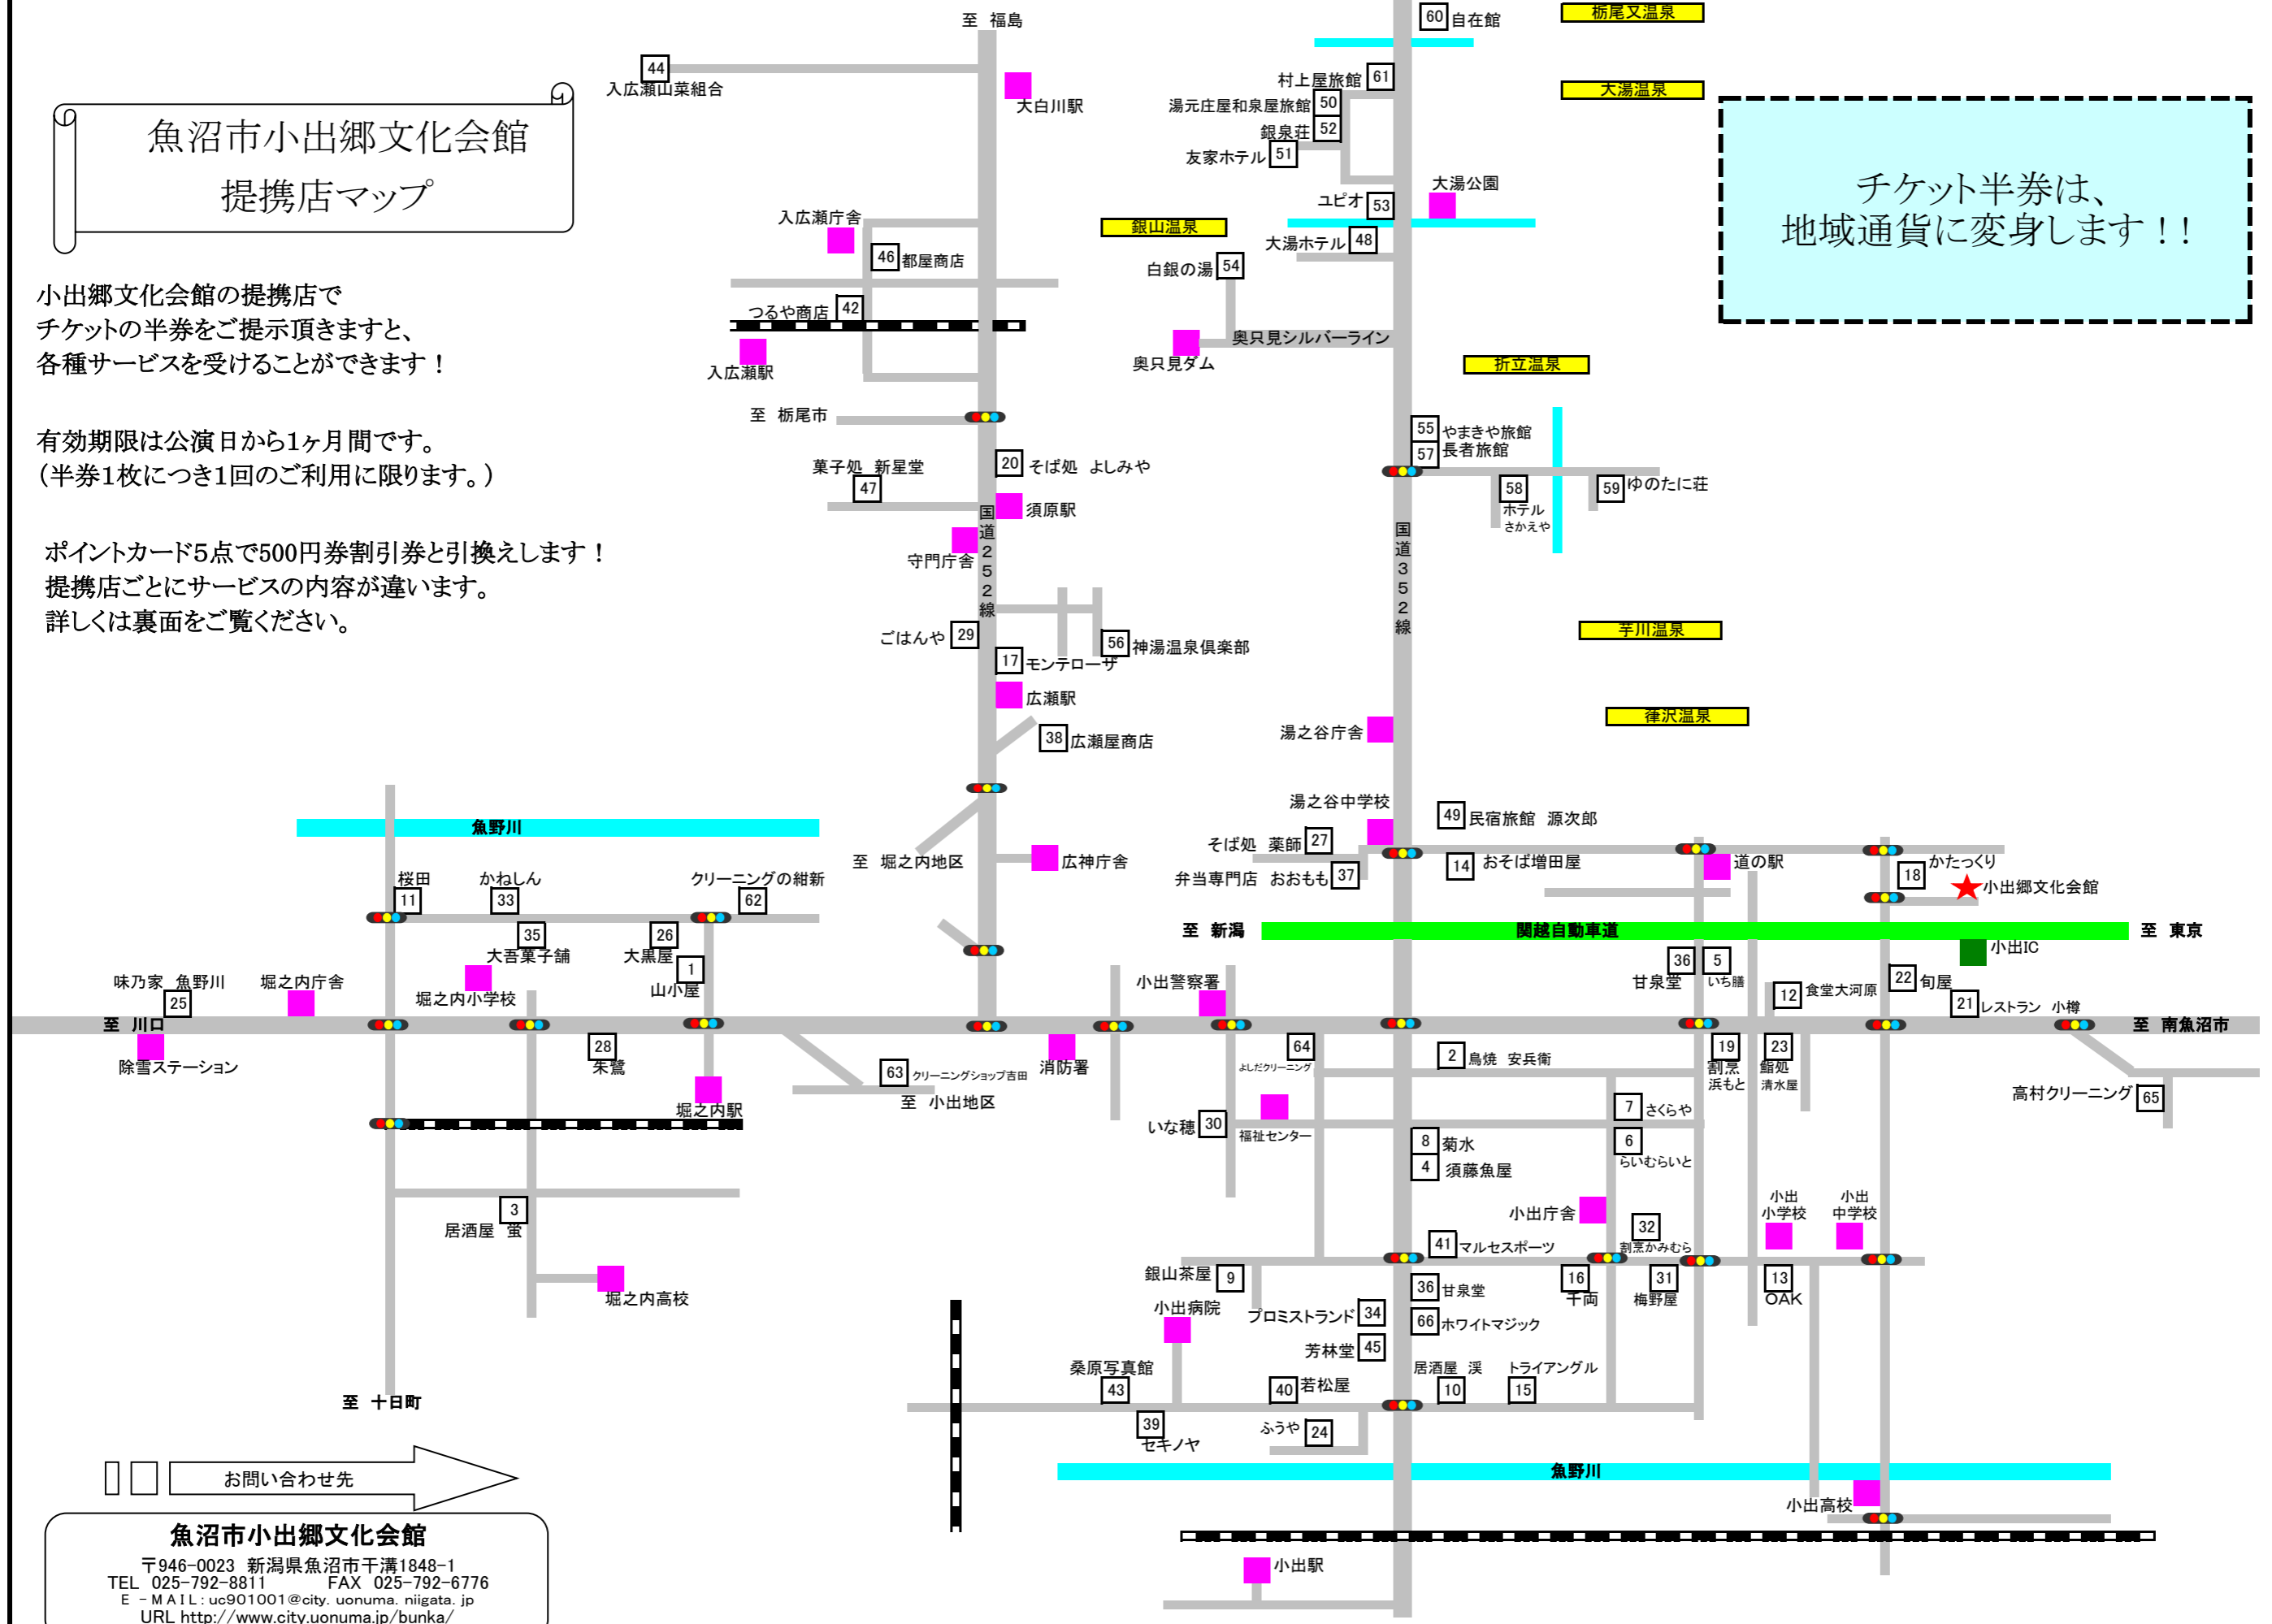 魚沼市小出郷文化会館
提携店マップ
小出郷文化会館の提携店で
チケットの半券をご提示頂きますと、
各種サービスを受けることができます！
有効期限は公演日から1ヶ月間です。
（半券1枚につき1回のご利用に限ります。）
ポイントカード5点で500円券割引券と引換えします！
提携店ごとにサービスの内容が違います。
詳しくは裏面をご覧ください。
チケット半券は、
地域通貨に変身します！！
至 福島
44
入広瀬山菜組合
大白川駅
入広瀬庁舎
46 都屋商店
つるや商店 42
入広瀬駅
至 栃尾市
20 そば処 よしみや
菓子処 新星堂
47
須原駅
守門庁舎
国道252線
ごはんや 29
56 神湯温泉倶楽部
17 モンテローザ
広瀬駅
38 広瀬屋商店
至 堀之内地区
広神庁舎
60 自在館
栃尾又温泉
村上屋旅館 61
大湯温泉
湯元庄屋和泉屋旅館 50
銀泉荘 52
友家ホテル 51
大湯公園
ユピオ 53
銀山温泉
大湯ホテル 48
白銀の湯 54
奥只見シルバーライン
奥只見ダム
折立温泉
55 やまきや旅館
57 長者旅館
58
ホテル
さかえや
59 ゆのたに荘
国道352線
芋川温泉
葎沢温泉
湯之谷庁舎
湯之谷中学校
49 民宿旅館 源次郎
そば処 薬師 27
弁当専門店 おおもも 37
14 おそば増田屋
道の駅
18 かたっくり
小出郷文化会館
至 新潟
関越自動車道
至 東京
小出IC
魚野川
桜田
11
かねしん
33
クリーニングの紺新
62
35
大吾菓子舗
26
大黒屋
1
山小屋
味乃家 魚野川
25
堀之内庁舎
堀之内小学校
至 川口
除雪ステーション
28
朱鷺
堀之内駅
63 クリーニングショップ吉田
至 小出地区
消防署
小出警察署
36
甘泉堂
5
いち膳
12 食堂大河原
22 旬屋
21 レストラン 小樽
至 南魚沼市
64
よしだクリーニング
2 鳥焼 安兵衛
19
割烹
浜もと
23
鮨処
清水屋
高村クリーニング 65
いな穂 30
福祉センター
7 さくらや
8 菊水
6
らいむらいと
4 須藤魚屋
3
居酒屋 蛍
堀之内高校
至 十日町
小出庁舎
32
割烹かみむら
小出
小学校
小出
中学校
41 マルセスポーツ
銀山茶屋 9
小出病院
36 甘泉堂
16
千両
31
梅野屋
13
OAK
プロミストランド 34
66 ホワイトマジック
芳林堂 45
桑原写真館
43
40 若松屋
居酒屋 渓
10
トライアングル
15
39
セキノヤ
ふうや 24
魚野川
小出高校
小出駅
お問い合わせ先
魚沼市小出郷文化会館
〒946-0023 新潟県魚沼市干溝1848-1
TEL 025-792-8811 FAX 025-792-6776
E-MAIL:uc901001@city.uonuma.niigata.jp
URL http://www.city.uonuma.jp/bunka/